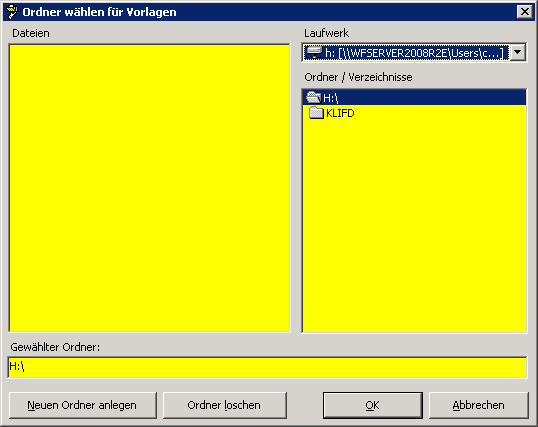 Ordner wählen für Vorlagen
Dateien
Laufwerk
h: [\\WFSERVER2008R2E\Users\c...]
Ordner / Verzeichnisse
H:\
KLIFD
Gewählter Ordner:
H:\
Neuen Ordner anlegen
Ordner loschen
OK
Abbrechen